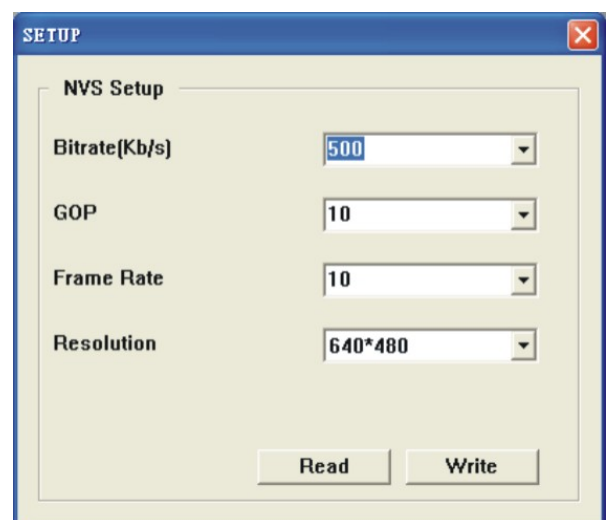 SETUP
NVS Setup
Bitrate(Kb/s) 500
GOP 10
Frame Rate 10
Resolution 640*480
Read Write